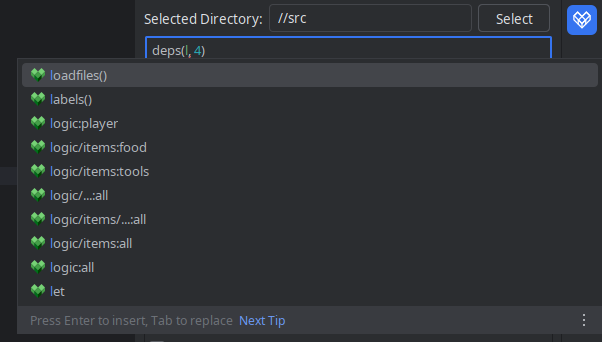 Selected Directory: //src Select
deps(l, 4)
loadfiles()
labels()
logic:player
logic/items:food
logic/items:tools
logic/...:all
logic/items/...:all
logic/items:all
logic:all
let
Press Enter to insert, Tab to replace Next Tip